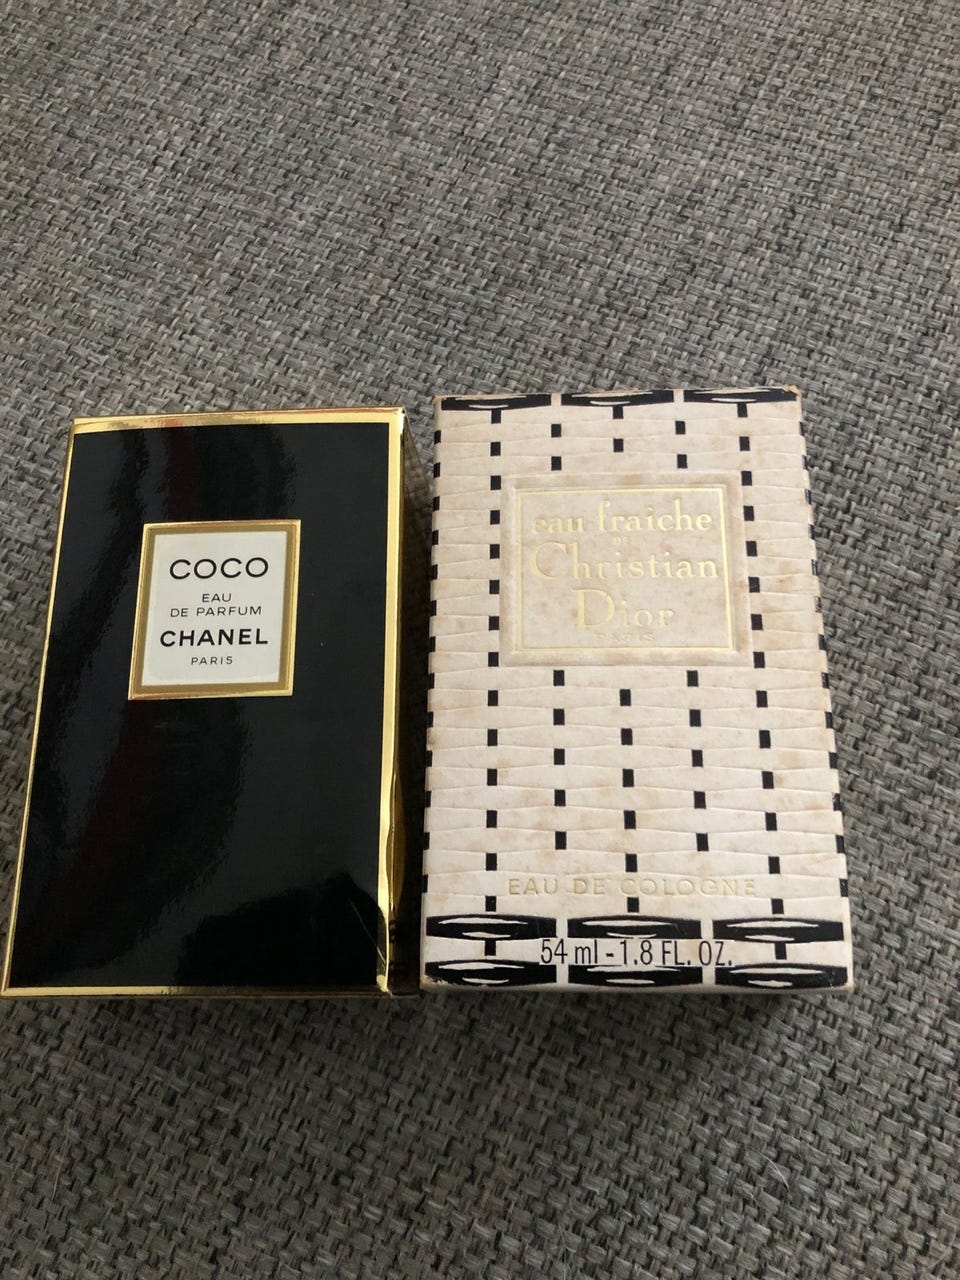 COCO
EAU
DE PARFUM
CHANEL
PARIS
eau fraiche
DE
Christian
Dior
PARIS
EAU DE COLOGNE
54 ml - 1.8 FL. OZ.